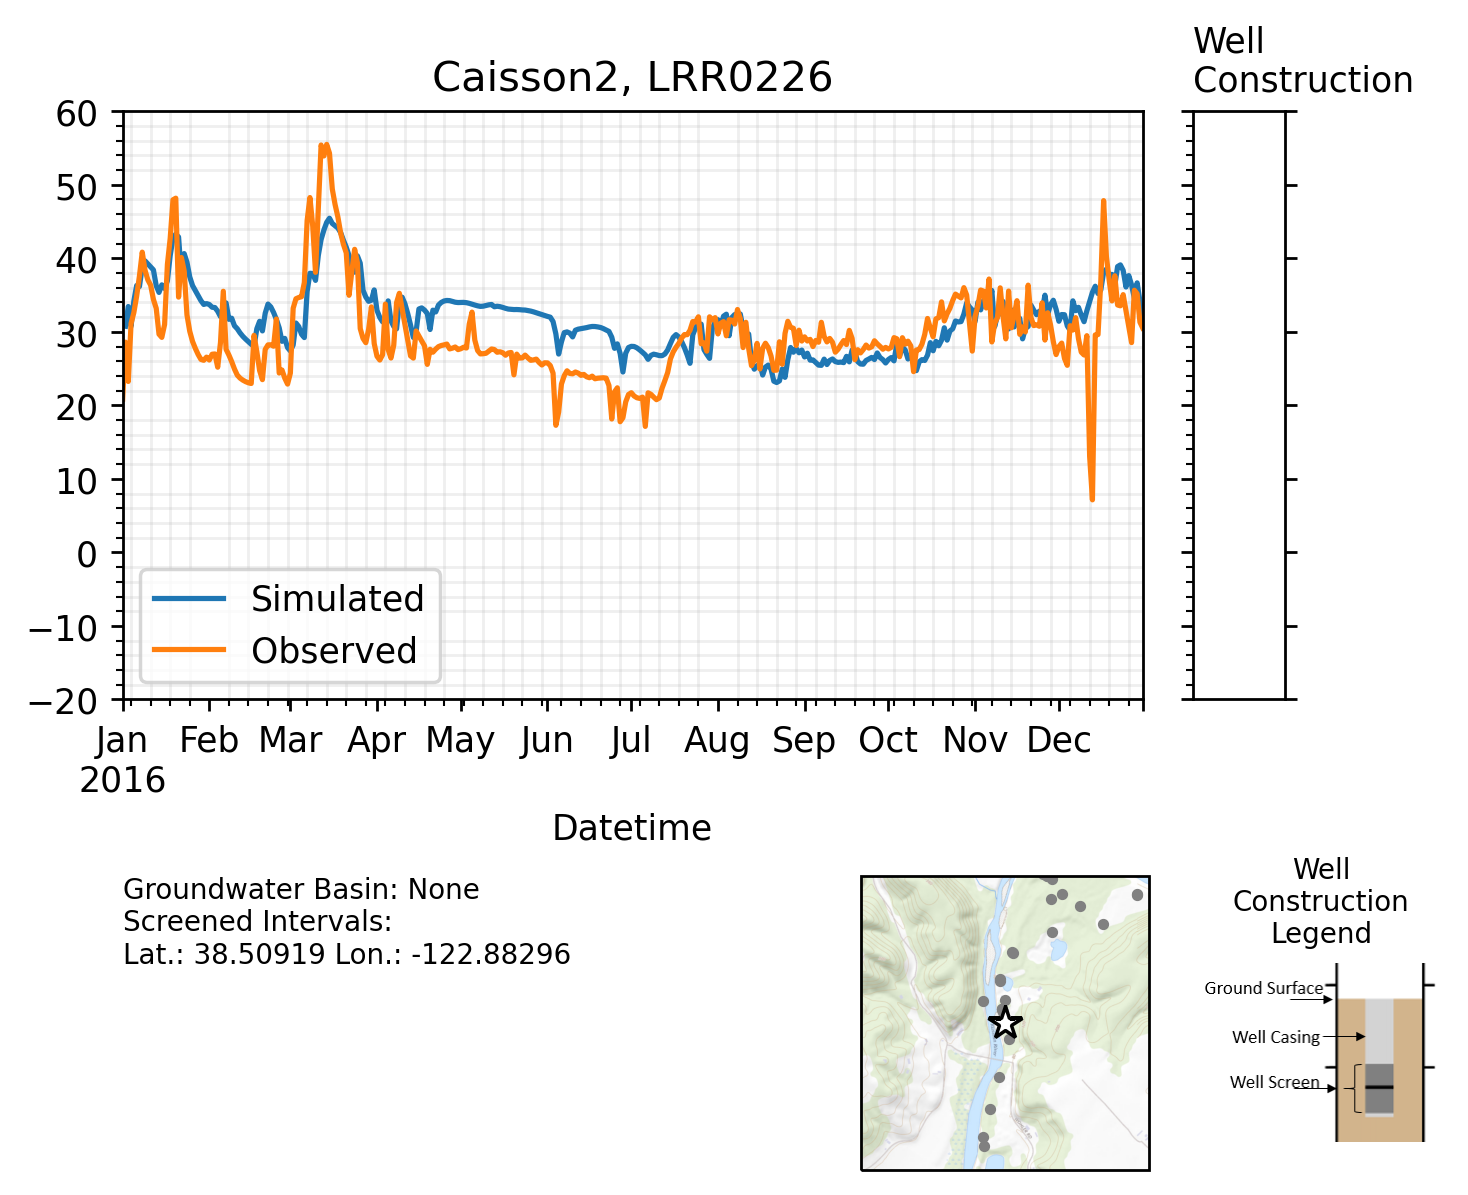 Caisson2, LRR0226
Well
Construction
60
50
40
30
20
10
0
−10
−20
Simulated
Observed
Jan Feb Mar Apr May Jun Jul Aug Sep Oct Nov Dec
2016
Datetime
Groundwater Basin: None
Screened Intervals:
Lat.: 38.50919 Lon.: -122.88296
Well
Construction
Legend
Ground Surface
Well Casing
Well Screen